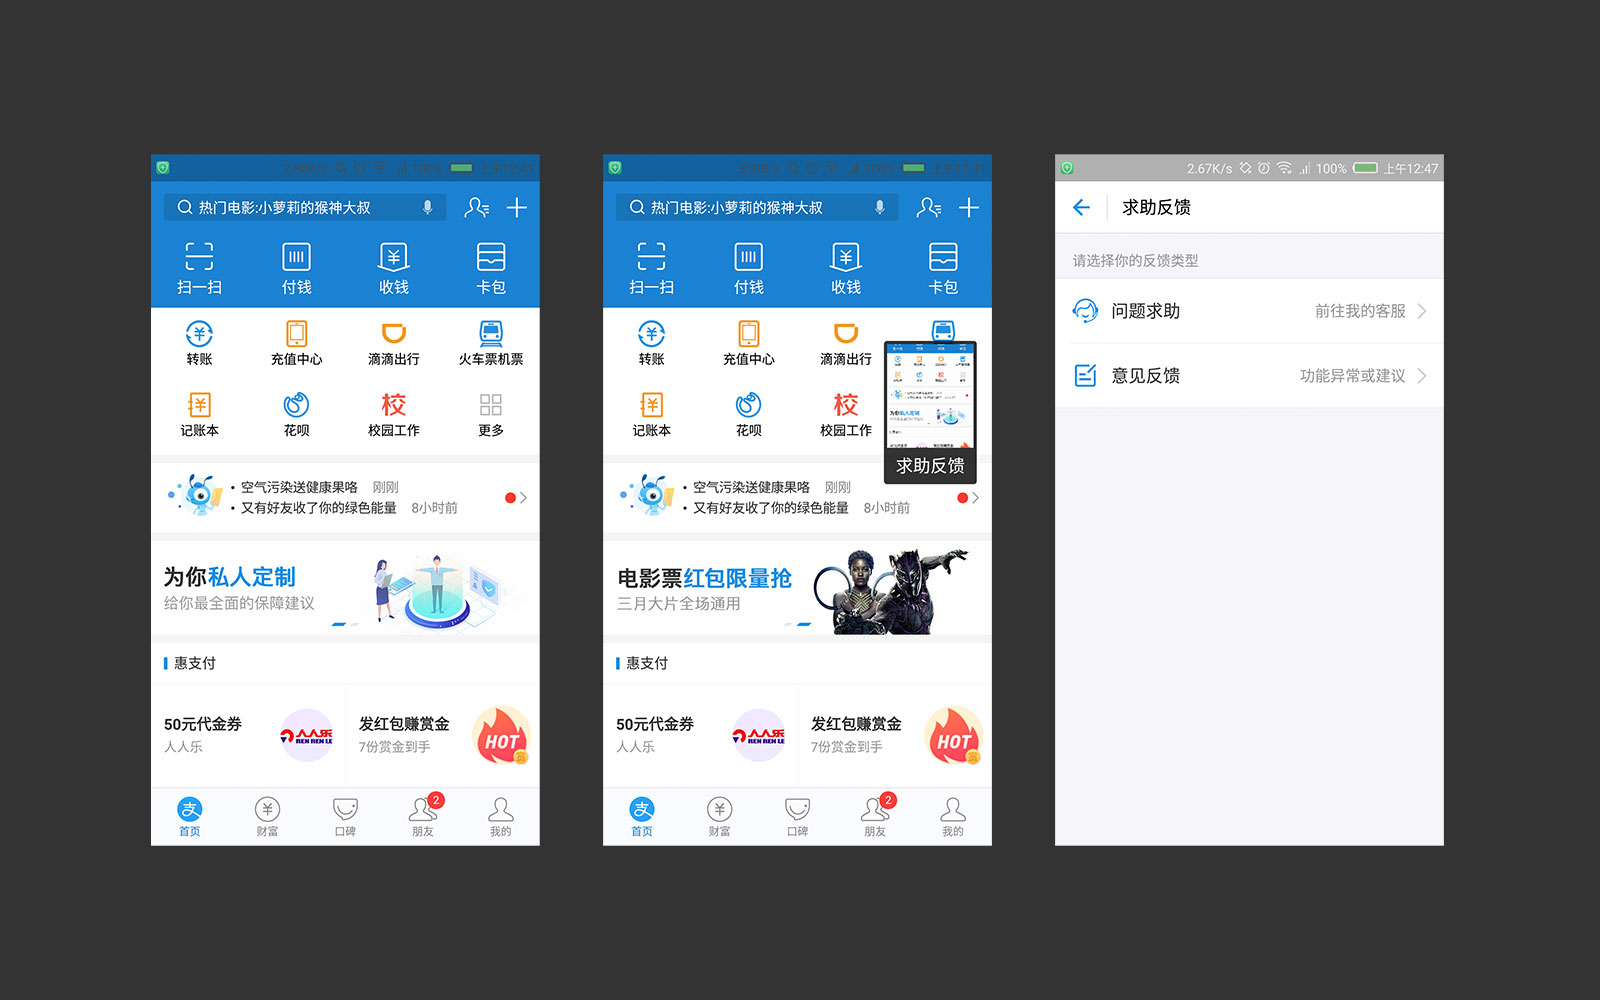 2.80K/s 100% 上午12:41
热门电影:小萝莉的猴神大叔
扫一扫 付钱 收钱 卡包
转账 充值中心 滴滴出行 火车票机票
记账本 花呗 校园工作 更多
校
• 空气污染送健康果咯 刚刚
• 又有好友收了你的绿色能量 8小时前
为你私人定制
给你最全面的保障建议
惠支付
50元代金券 发红包赚赏金
人人乐 7份赏金到手
人人乐
REN REN LE
HOT
赏
2
首页 财富 口碑 朋友 我的
350B/s 100% 上午12:41
热门电影:小萝莉的猴神大叔
扫一扫 付钱 收钱 卡包
转账 充值中心 滴滴出行
校
记账本 花呗 校园工作
求助反馈
• 空气污染送健康果咯 刚刚
• 又有好友收了你的绿色能量 8小时前
电影票红包限量抢
三月大片全场通用
惠支付
50元代金券 发红包赚赏金
人人乐 7份赏金到手
人人乐
REN REN LE
HOT
赏
2
首页 财富 口碑 朋友 我的
2.67K/s 100% 上午12:47
求助反馈
请选择你的反馈类型
问题求助 前往我的客服
意见反馈 功能异常或建议